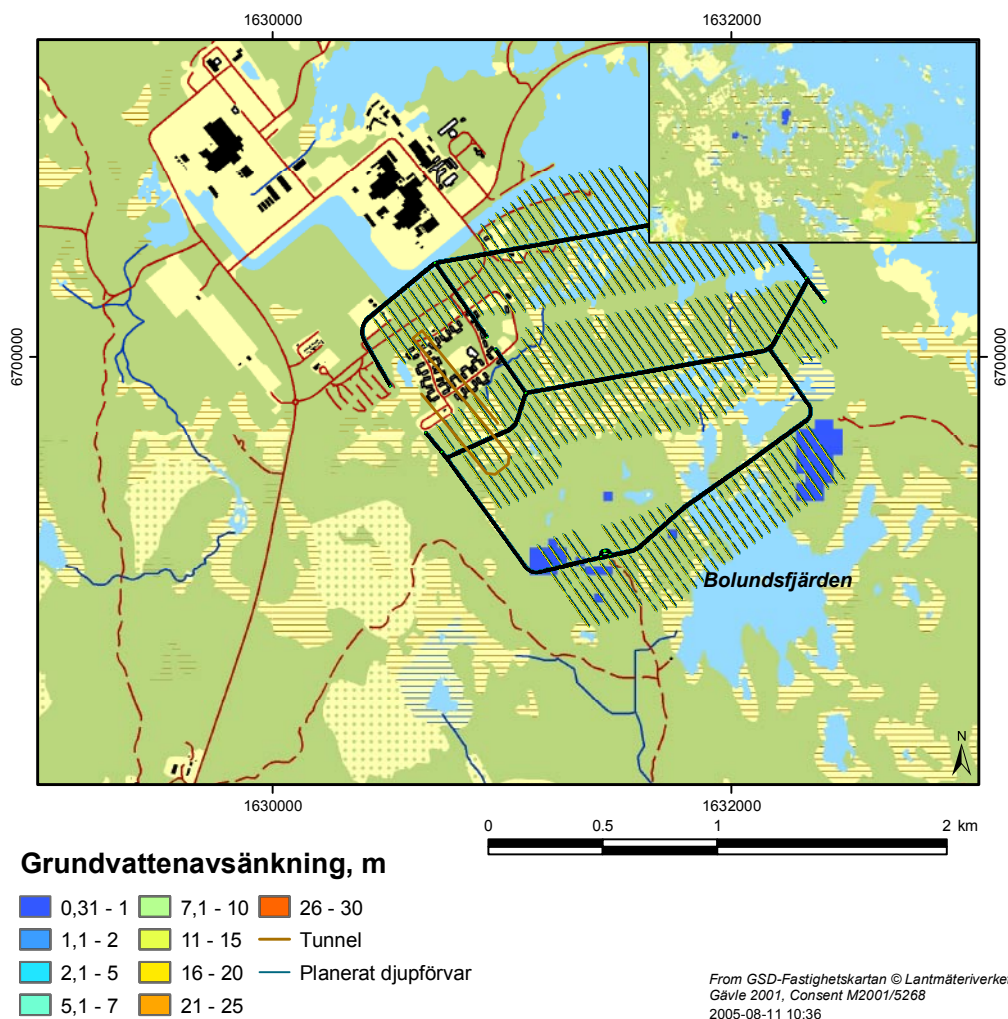 1630000
1632000
6700000
6700000
Bolundsfjärden
N
1630000
1632000
0
0.5
1
2 km
Grundvattenavsänkning, m
0,31 - 1
7,1 - 10
26 - 30
1,1 - 2
11 - 15
Tunnel
2,1 - 5
16 - 20
Planerat djupförvar
5,1 - 7
21 - 25
From GSD-Fastighetskartan © Lantmäteriverke
Gävle 2001, Consent M2001/5268
2005-08-11 10:36